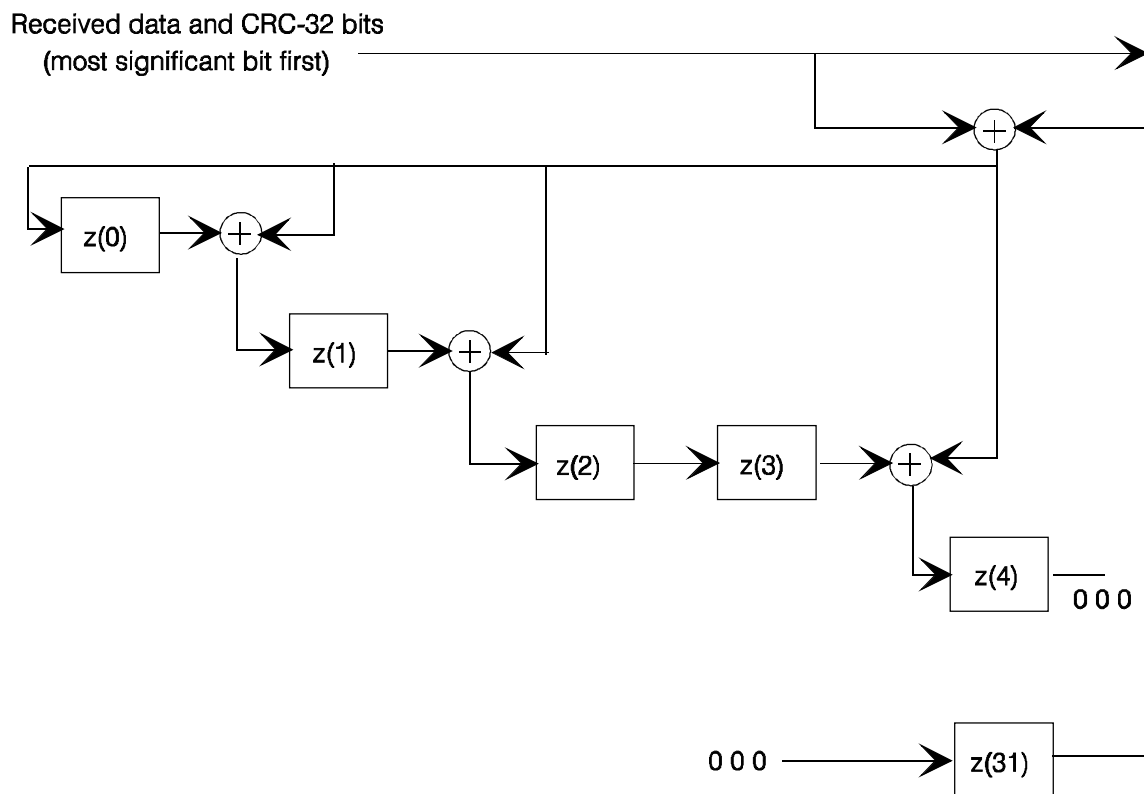 Received data and CRC-32 bits
(most significant bit first)
z(0)
z(1)
z(2)
z(3)
z(4)
0 0 0
0 0 0
z(31)